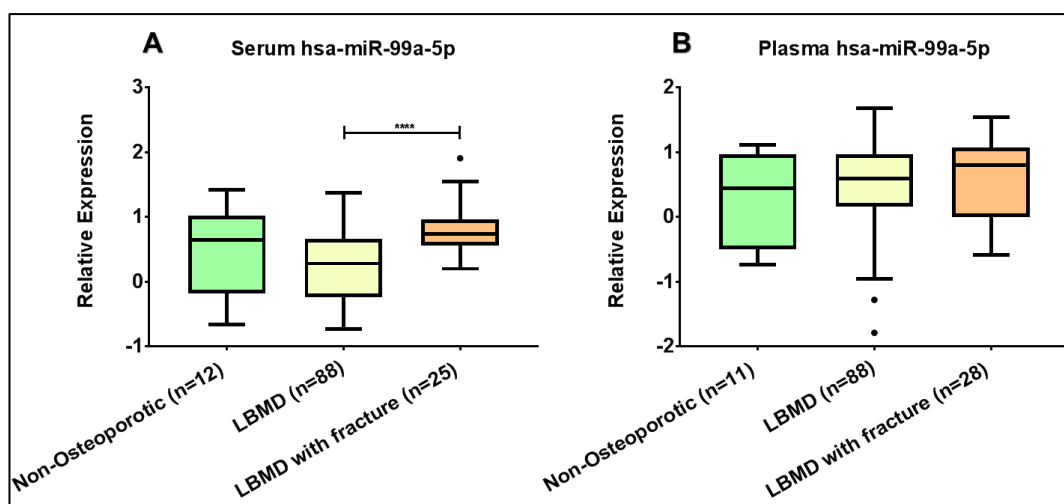 A
Serum hsa-miR-99a-5p
Relative Expression
3
2
1
0
-1
****
Non-Osteoporotic (n=12)
LBMD (n=88)
LBMD with fracture (n=25)
B
Plasma hsa-miR-99a-5p
Relative Expression
2
1
0
-1
-2
Non-Osteoporotic (n=11)
LBMD (n=88)
LBMD with fracture (n=28)